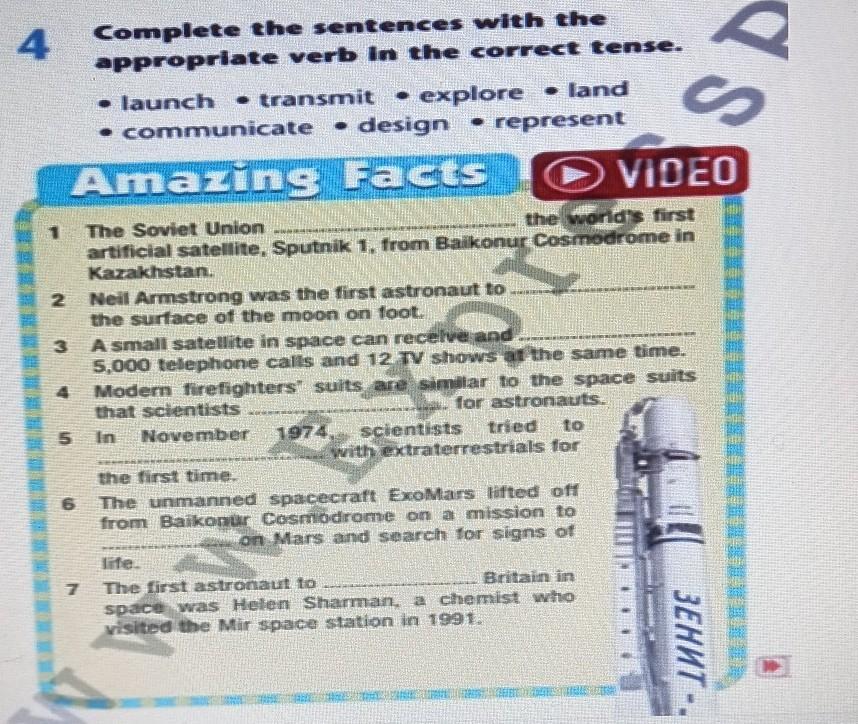 4 Complete the sentences with the
appropriate verb in the correct tense.
• launch • transmit • explore • land
• communicate • design • represent
Amazing Facts
VIDEO
1 The Soviet Union ........................ the world's first
artificial satellite, Sputnik 1, from Baikonur Cosmodrome in
Kazakhstan.
2 Neil Armstrong was the first astronaut to ........................
the surface of the moon on foot.
3 A small satellite in space can receive and ........................
5,000 telephone calls and 12 TV shows at the same time.
4 Modern firefighters' suits are similar to the space suits
that scientists ........................ for astronauts.
5 In November 1974, scientists tried to
........................ with extraterrestrials for
the first time.
6 The unmanned spacecraft ExoMars lifted off
from Baikonur Cosmodrome on a mission to
........................ on Mars and search for signs of
life.
7 The first astronaut to ........................ Britain in
space was Helen Sharman, a chemist who
visited the Mir space station in 1991.
ЗЕНИТ-